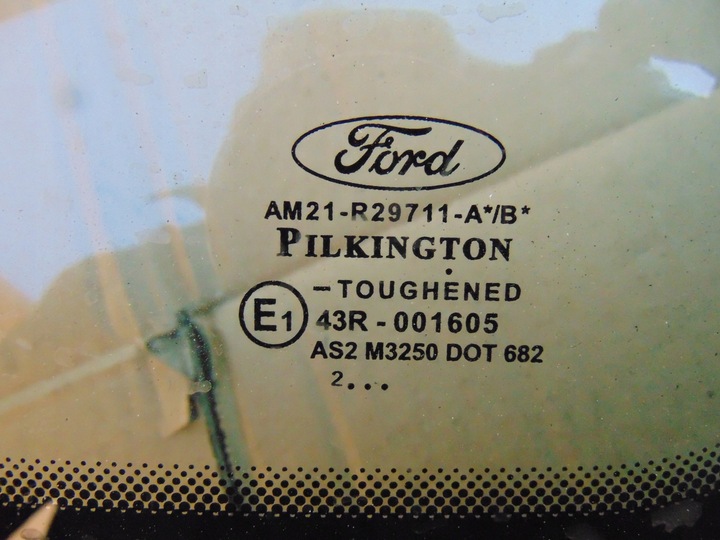 Ford
AM21-R29711-A*/B*
PILKINGTON
-TOUGHENED
E1 43R-001605
AS2 M3250 DOT 682
2...